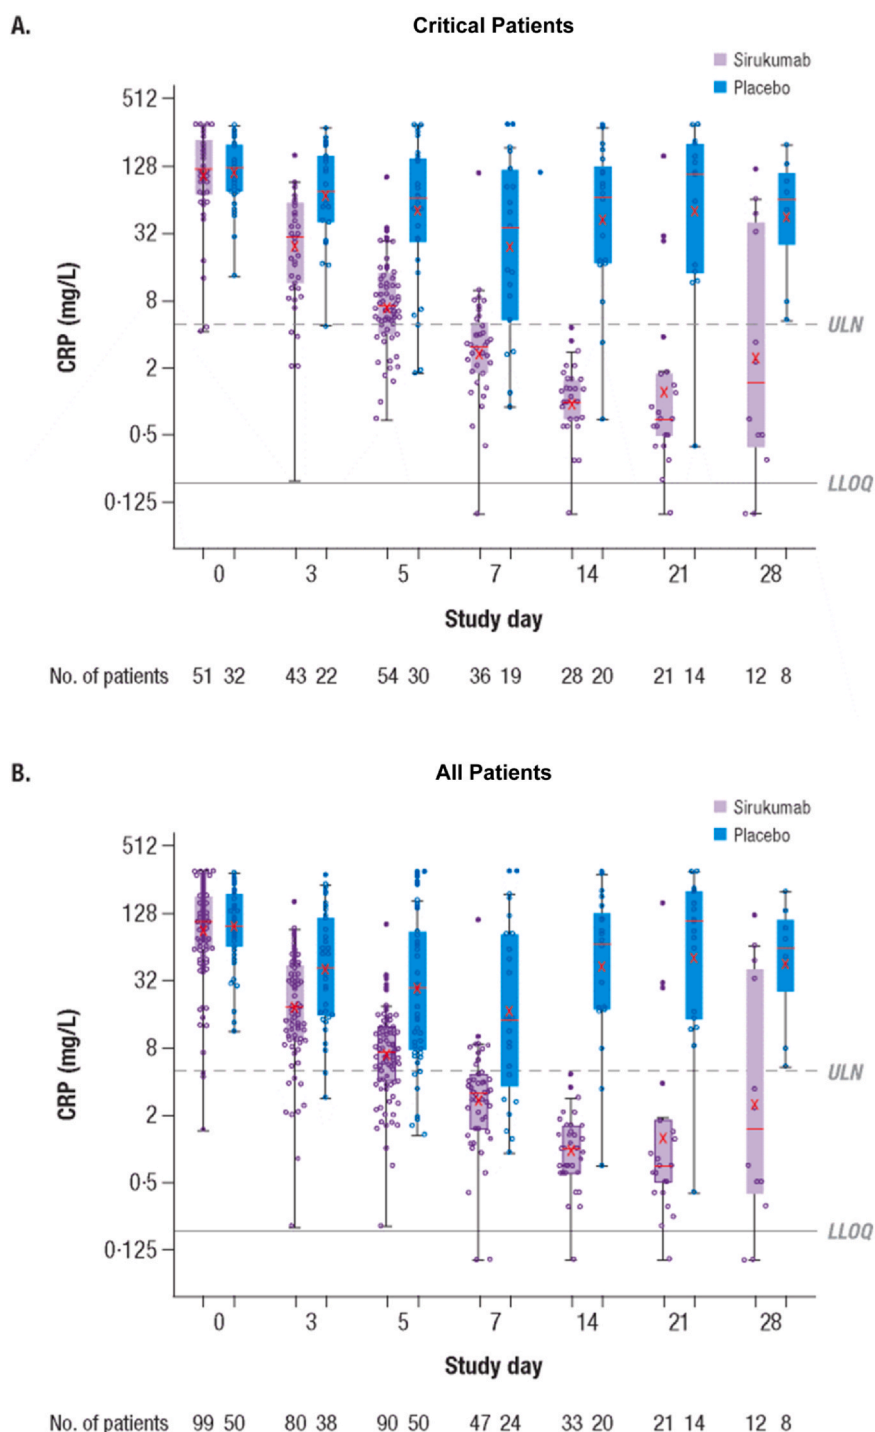 A.
Critical Patients
Sirukumab
Placebo
512
128
32
8
2
0·5
0·125
CRP (mg/L)
ULN
LLOQ
0 3 5 7 14 21 28
Study day
No. of patients 51 32 43 22 54 30 36 19 28 20 21 14 12 8
B.
All Patients
Sirukumab
Placebo
512
128
32
8
2
0·5
0·125
CRP (mg/L)
ULN
LLOQ
0 3 5 7 14 21 28
Study day
No. of patients 99 50 80 38 90 50 47 24 33 20 21 14 12 8